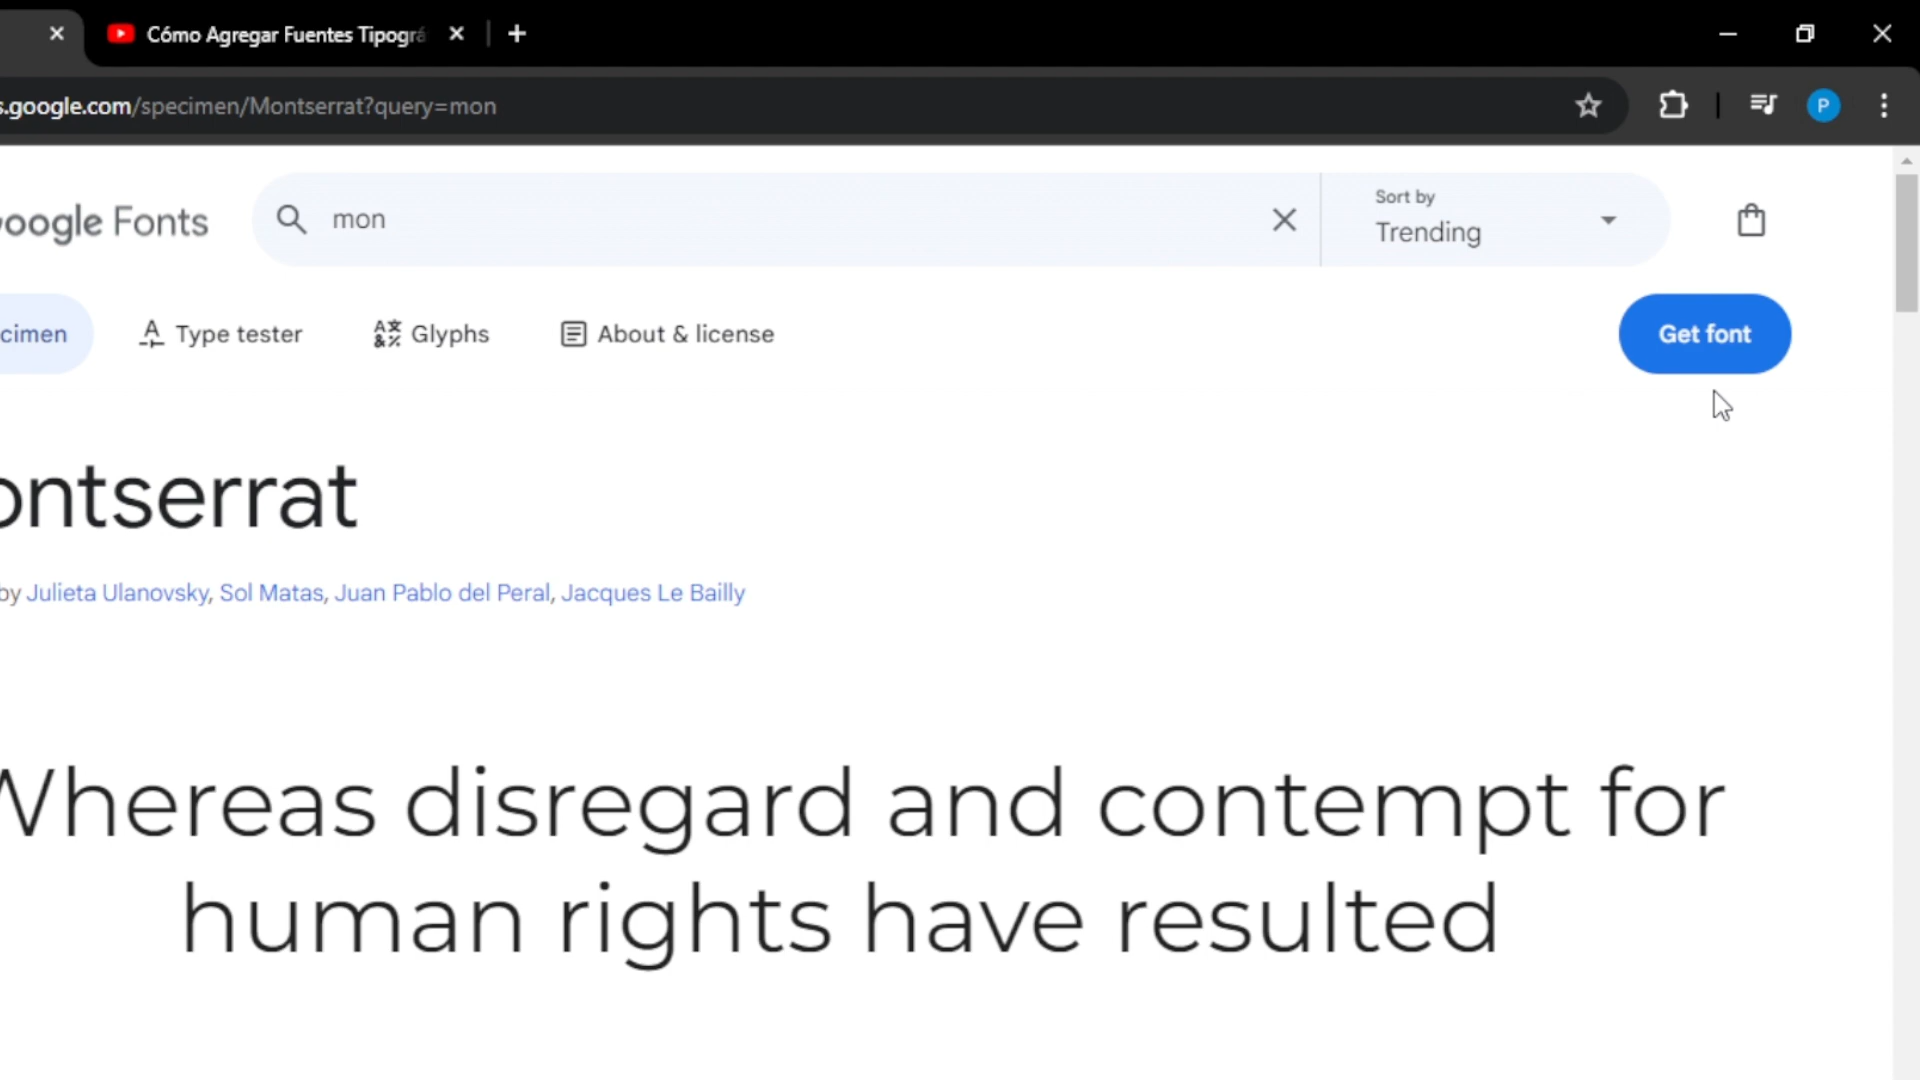 Cómo Agregar Fuentes Tipográ
s.google.com/specimen/Montserrat?query=mon
P
oogle Fonts
mon
Sort by
Trending
cimen
Type tester
Glyphs
About & license
Get font
ontserrat
by Julieta Ulanovsky, Sol Matas, Juan Pablo del Peral, Jacques Le Bailly
Whereas disregard and contempt for
human rights have resulted